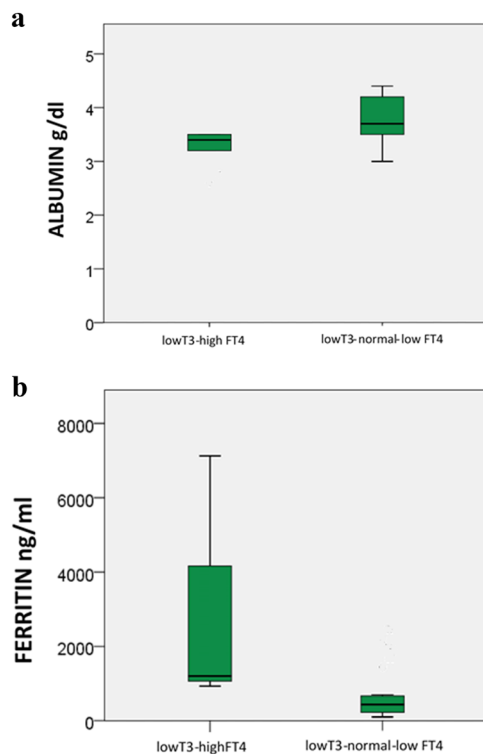 a
ALBUMIN g/dl
5
4
3
2
1
0
lowT3-high FT4
lowT3-normal-low FT4
b
FERRITIN ng/ml
8000
6000
4000
2000
0
lowT3-highFT4
lowT3-normal-low FT4